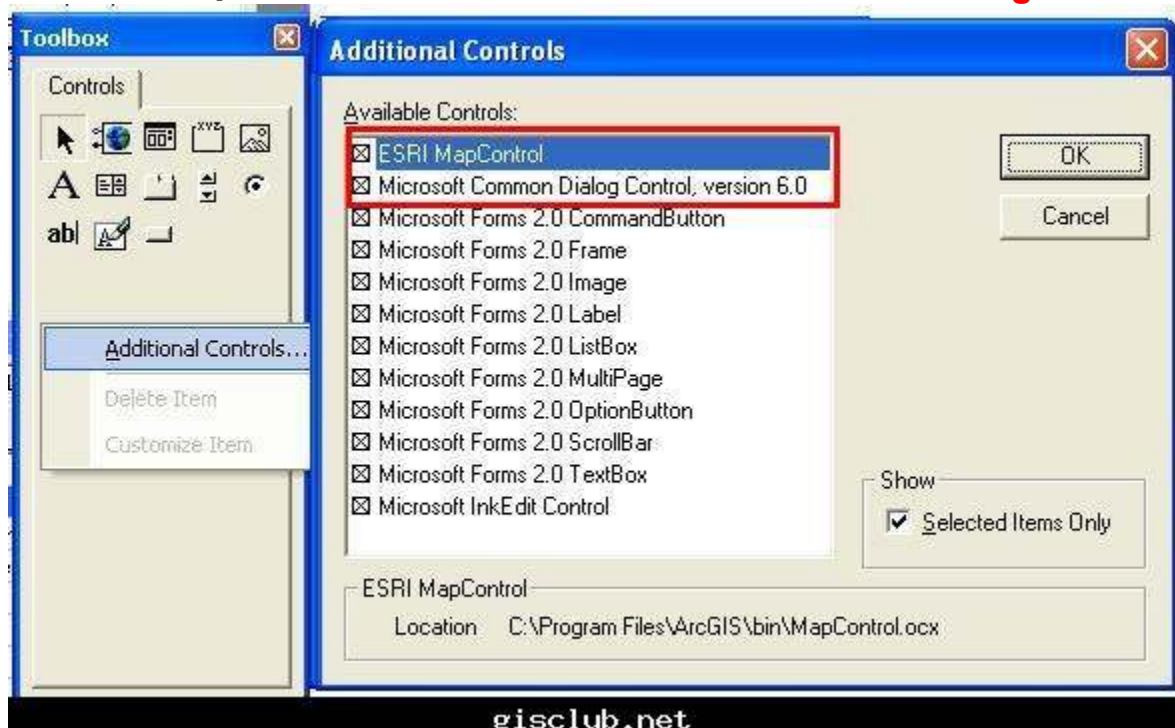 Toolbox
Controls
XYZ
A
ab|
Additional Controls...
Delete Item
Customize Item
Additional Controls
Available Controls:
ESRI MapControl
Microsoft Common Dialog Control, version 6.0
Microsoft Forms 2.0 CommandButton
Microsoft Forms 2.0 Frame
Microsoft Forms 2.0 Image
Microsoft Forms 2.0 Label
Microsoft Forms 2.0 ListBox
Microsoft Forms 2.0 MultiPage
Microsoft Forms 2.0 OptionButton
Microsoft Forms 2.0 ScrollBar
Microsoft Forms 2.0 TextBox
Microsoft InkEdit Control
OK
Cancel
Show
Selected Items Only
ESRI MapControl
Location C:\Program Files\ArcGIS\bin\MapControl.ocx
gisclub.net